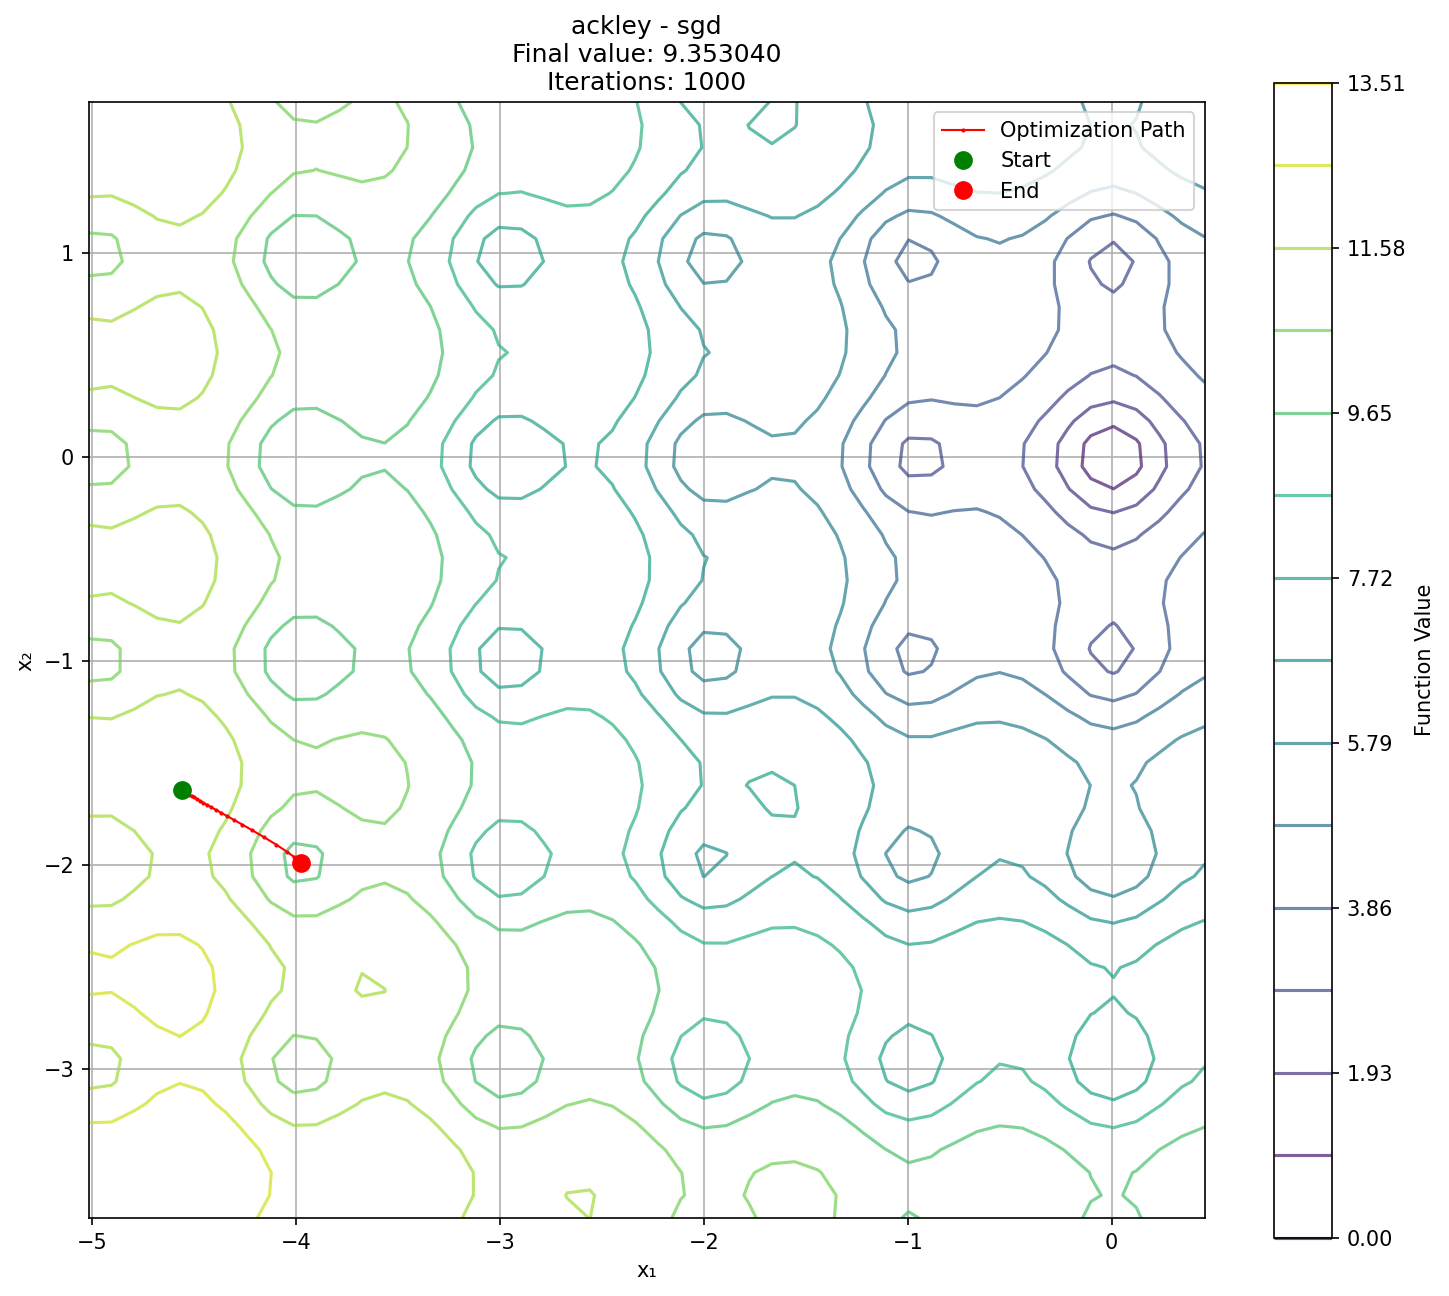 ackley - sgd
Final value: 9.353040
Iterations: 1000
Optimization Path
Start
End
1
0
−1
−2
−3
x₂
−5
−4
−3
−2
−1
0
x₁
13.51
11.58
9.65
7.72
5.79
3.86
1.93
0.00
Function Value